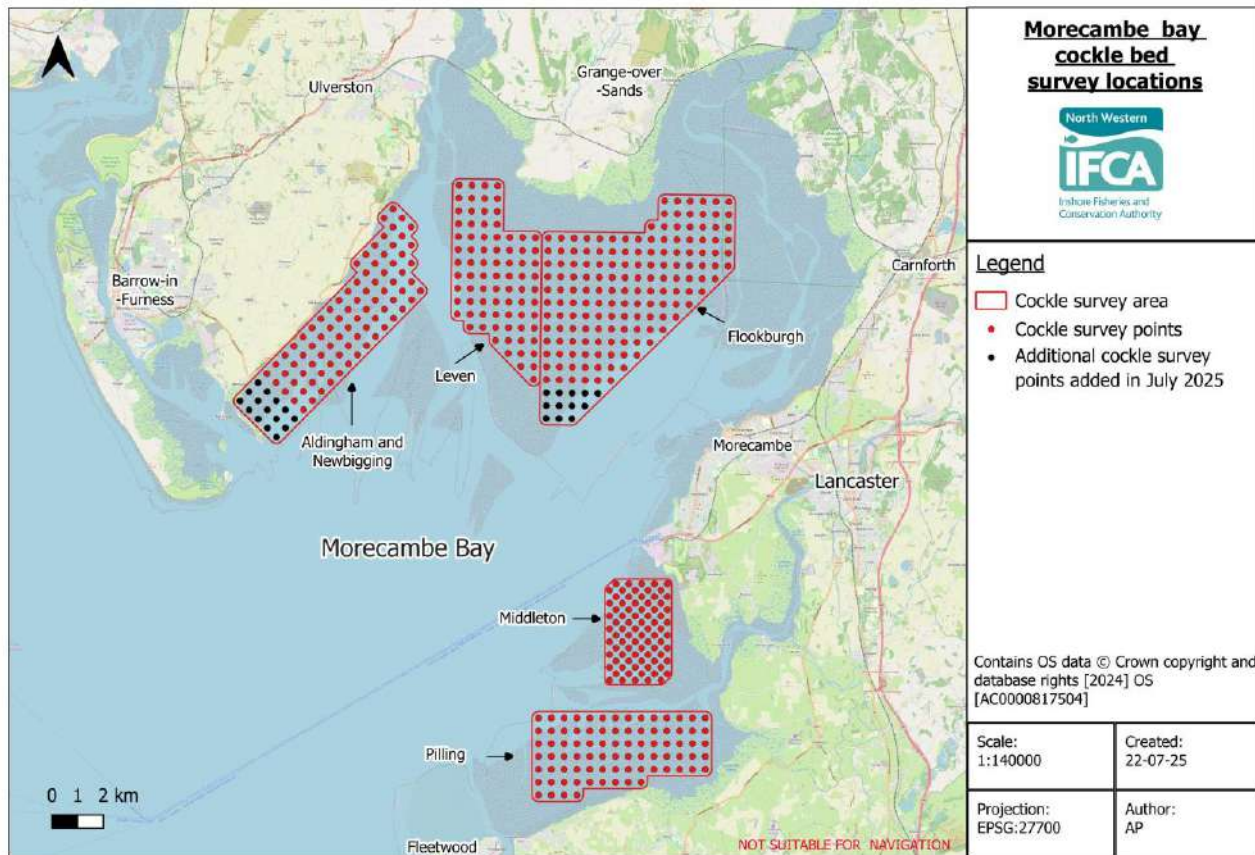 Morecambe bay
cockle bed
survey locations
North Western
IFCA
Inshore Fisheries and
Conservation Authority
Legend
Cockle survey area
Cockle survey points
Additional cockle survey
points added in July 2025
Contains OS data © Crown copyright and
database rights [2024] OS
[AC0000817504]
Scale:
1:140000
Created:
22-07-25
Projection:
EPSG:27700
Author:
AP
Grange-over
-Sands
Ulverston
Barrow-in
-Furness
Carnforth
Flookburgh
Leven
Aldingham and
Newbigging
Morecambe
Lancaster
Morecambe Bay
Middleton
Pilling
0 1 2 km
Fleetwood
NOT SUITABLE FOR NAVIGATION